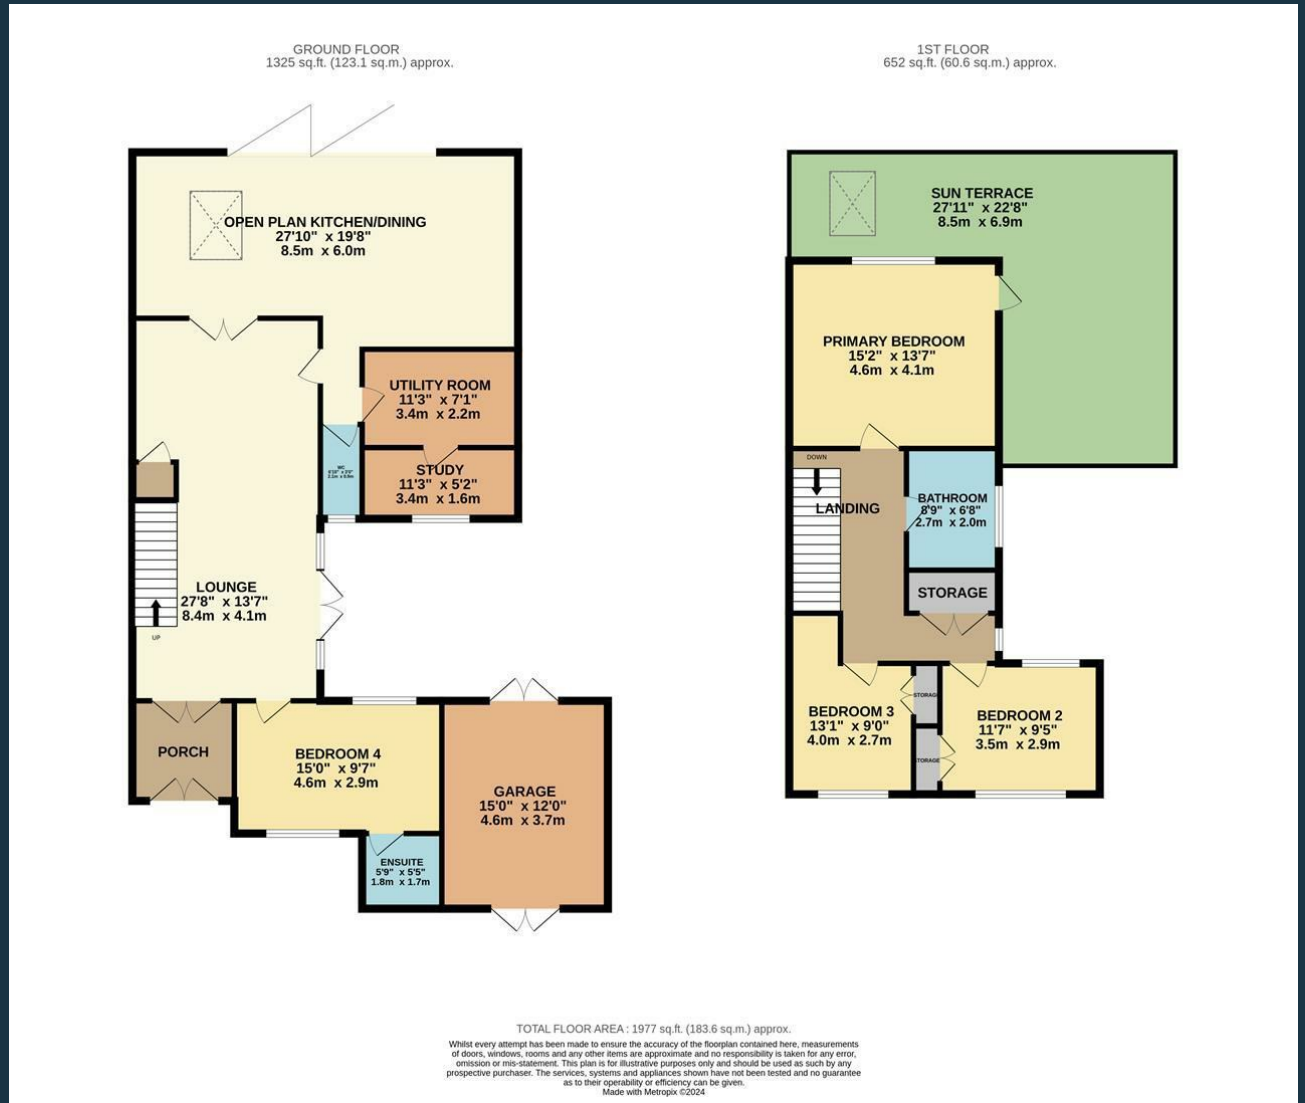 GROUND FLOOR
1325 sq.ft. (123.1 sq.m.) approx.
1ST FLOOR
652 sq.ft. (60.6 sq.m.) approx.
OPEN PLAN KITCHEN/DINING
27'10" x 19'8"
8.5m x 6.0m
UTILITY ROOM
11'3" x 7'1"
3.4m x 2.2m
WC
STUDY
11'3" x 5'2"
3.4m x 1.6m
LOUNGE
27'8" x 13'7"
8.4m x 4.1m
UP
PORCH
BEDROOM 4
15'0" x 9'7"
4.6m x 2.9m
GARAGE
15'0" x 12'0"
4.6m x 3.7m
ENSUITE
5'9" x 5'5"
1.8m x 1.7m
SUN TERRACE
27'11" x 22'8"
8.5m x 6.9m
PRIMARY BEDROOM
15'2" x 13'7"
4.6m x 4.1m
DOWN
LANDING
BATHROOM
8'9" x 6'8"
2.7m x 2.0m
STORAGE
STORAGE
BEDROOM 3
13'1" x 9'0"
4.0m x 2.7m
BEDROOM 2
11'7" x 9'5"
3.5m x 2.9m
STORAGE
TOTAL FLOOR AREA : 1977 sq.ft. (183.6 sq.m.) approx.
Whilst every attempt has been made to ensure the accuracy of the floorplan contained here, measurements
of doors, windows, rooms and any other items are approximate and no responsibility is taken for any error,
omission or mis-statement. This plan is for illustrative purposes only and should be used as such by any
prospective purchaser. The services, systems and appliances shown have not been tested and no guarantee
as to their operability or efficiency can be given.
Made with Metropix ©2024